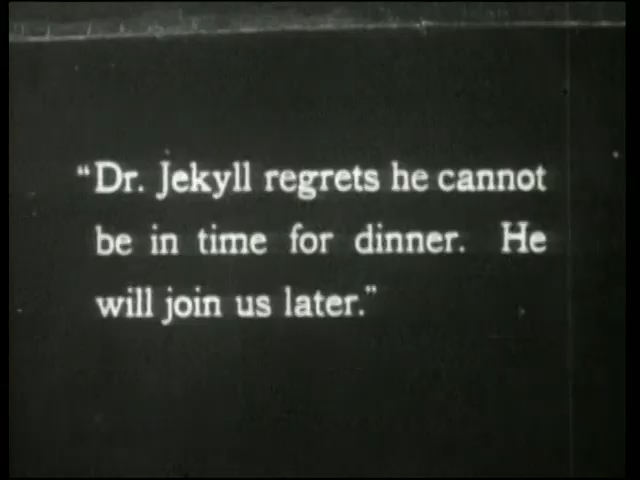 “Dr. Jekyll regrets he cannot
be in time for dinner. He
will join us later.”